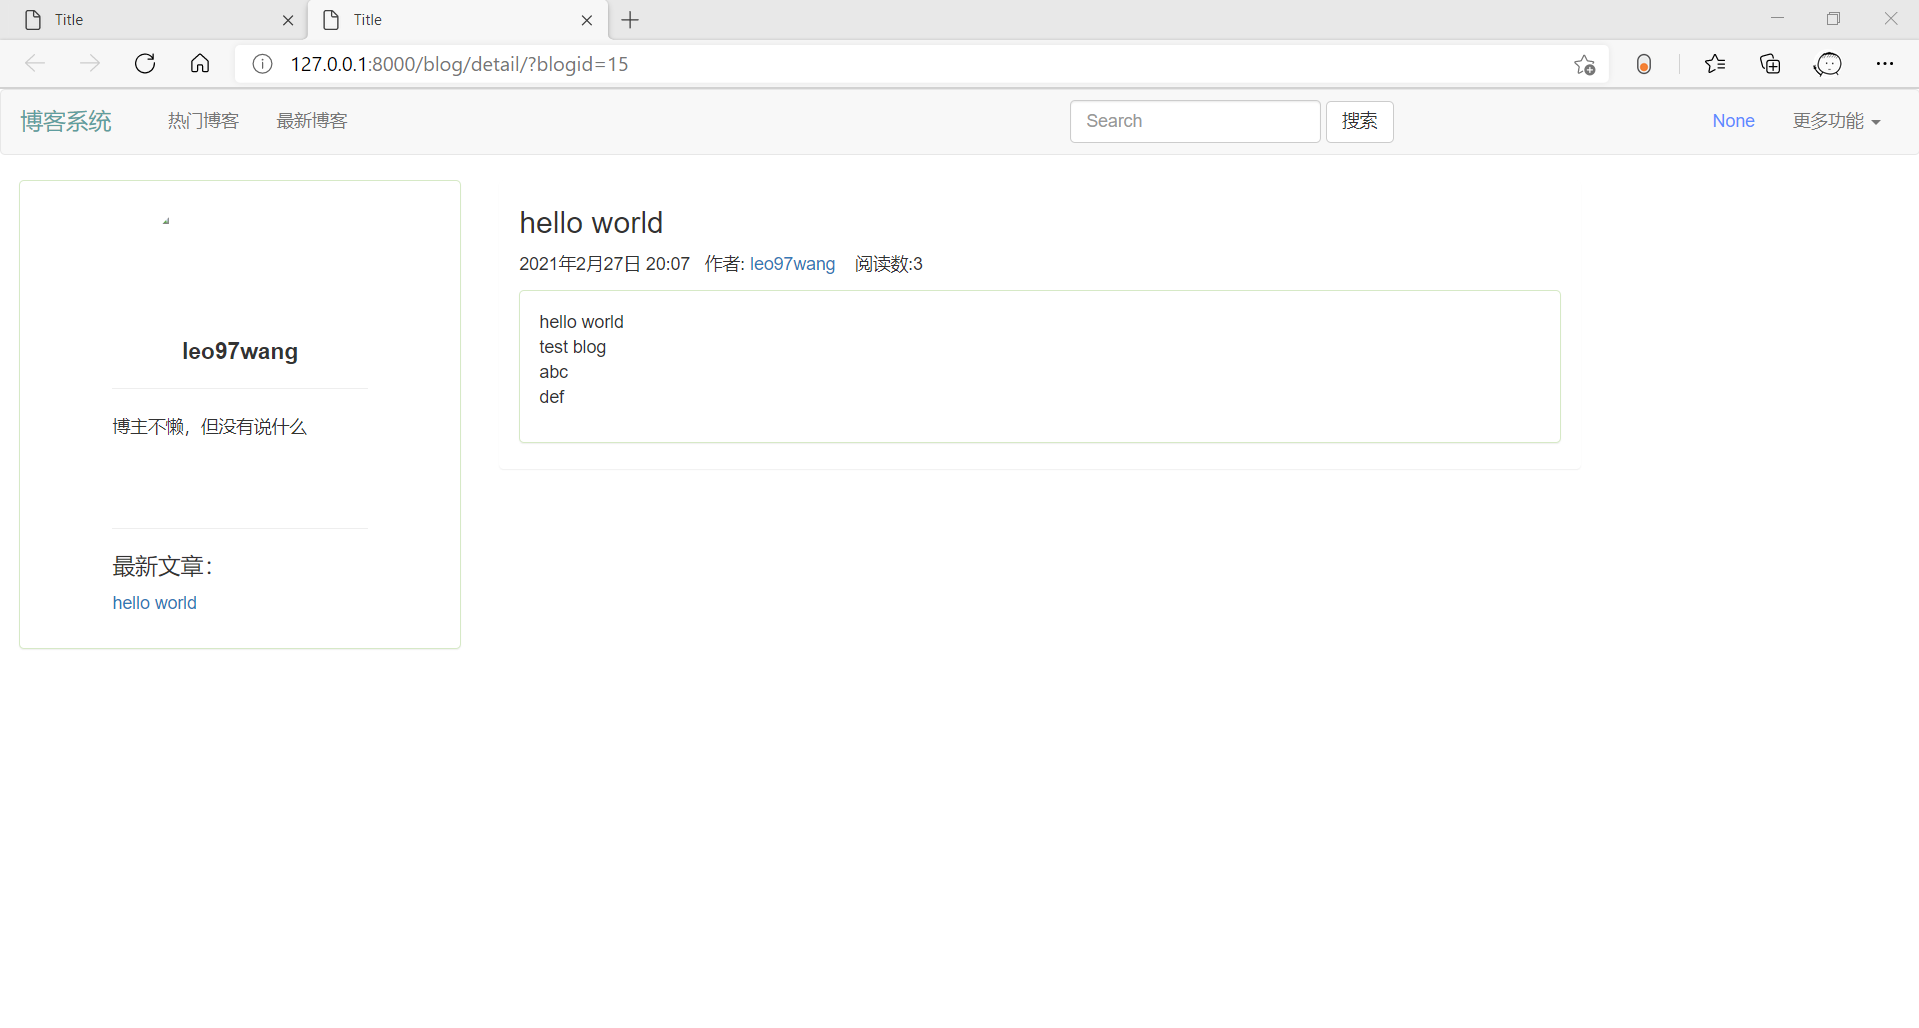 Title
Title
127.0.0.1:8000/blog/detail/?blogid=15
博客系统 热门博客 最新博客 Search 搜索 None 更多功能
leo97wang
博主不懒，但没有说什么
最新文章：
hello world
hello world
2021年2月27日 20:07 作者: leo97wang 阅读数:3
hello world
test blog
abc
def